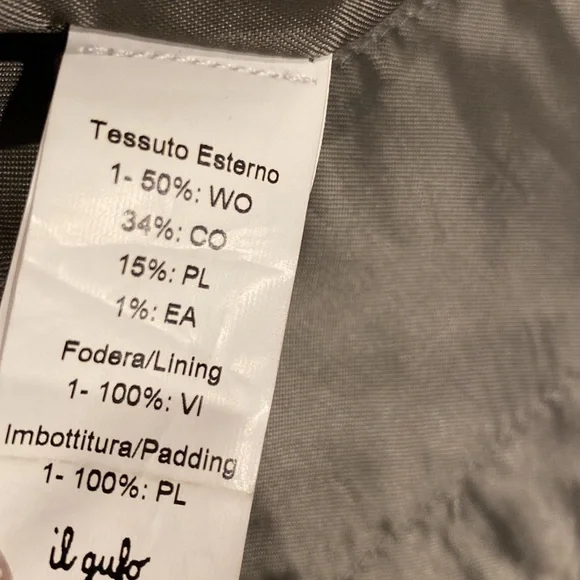 Tessuto Esterno
1- 50%: WO
34%: CO
15%: PL
1%: EA
Fodera/Lining
1- 100%: VI
Imbottitura/Padding
1- 100%: PL
il gufo